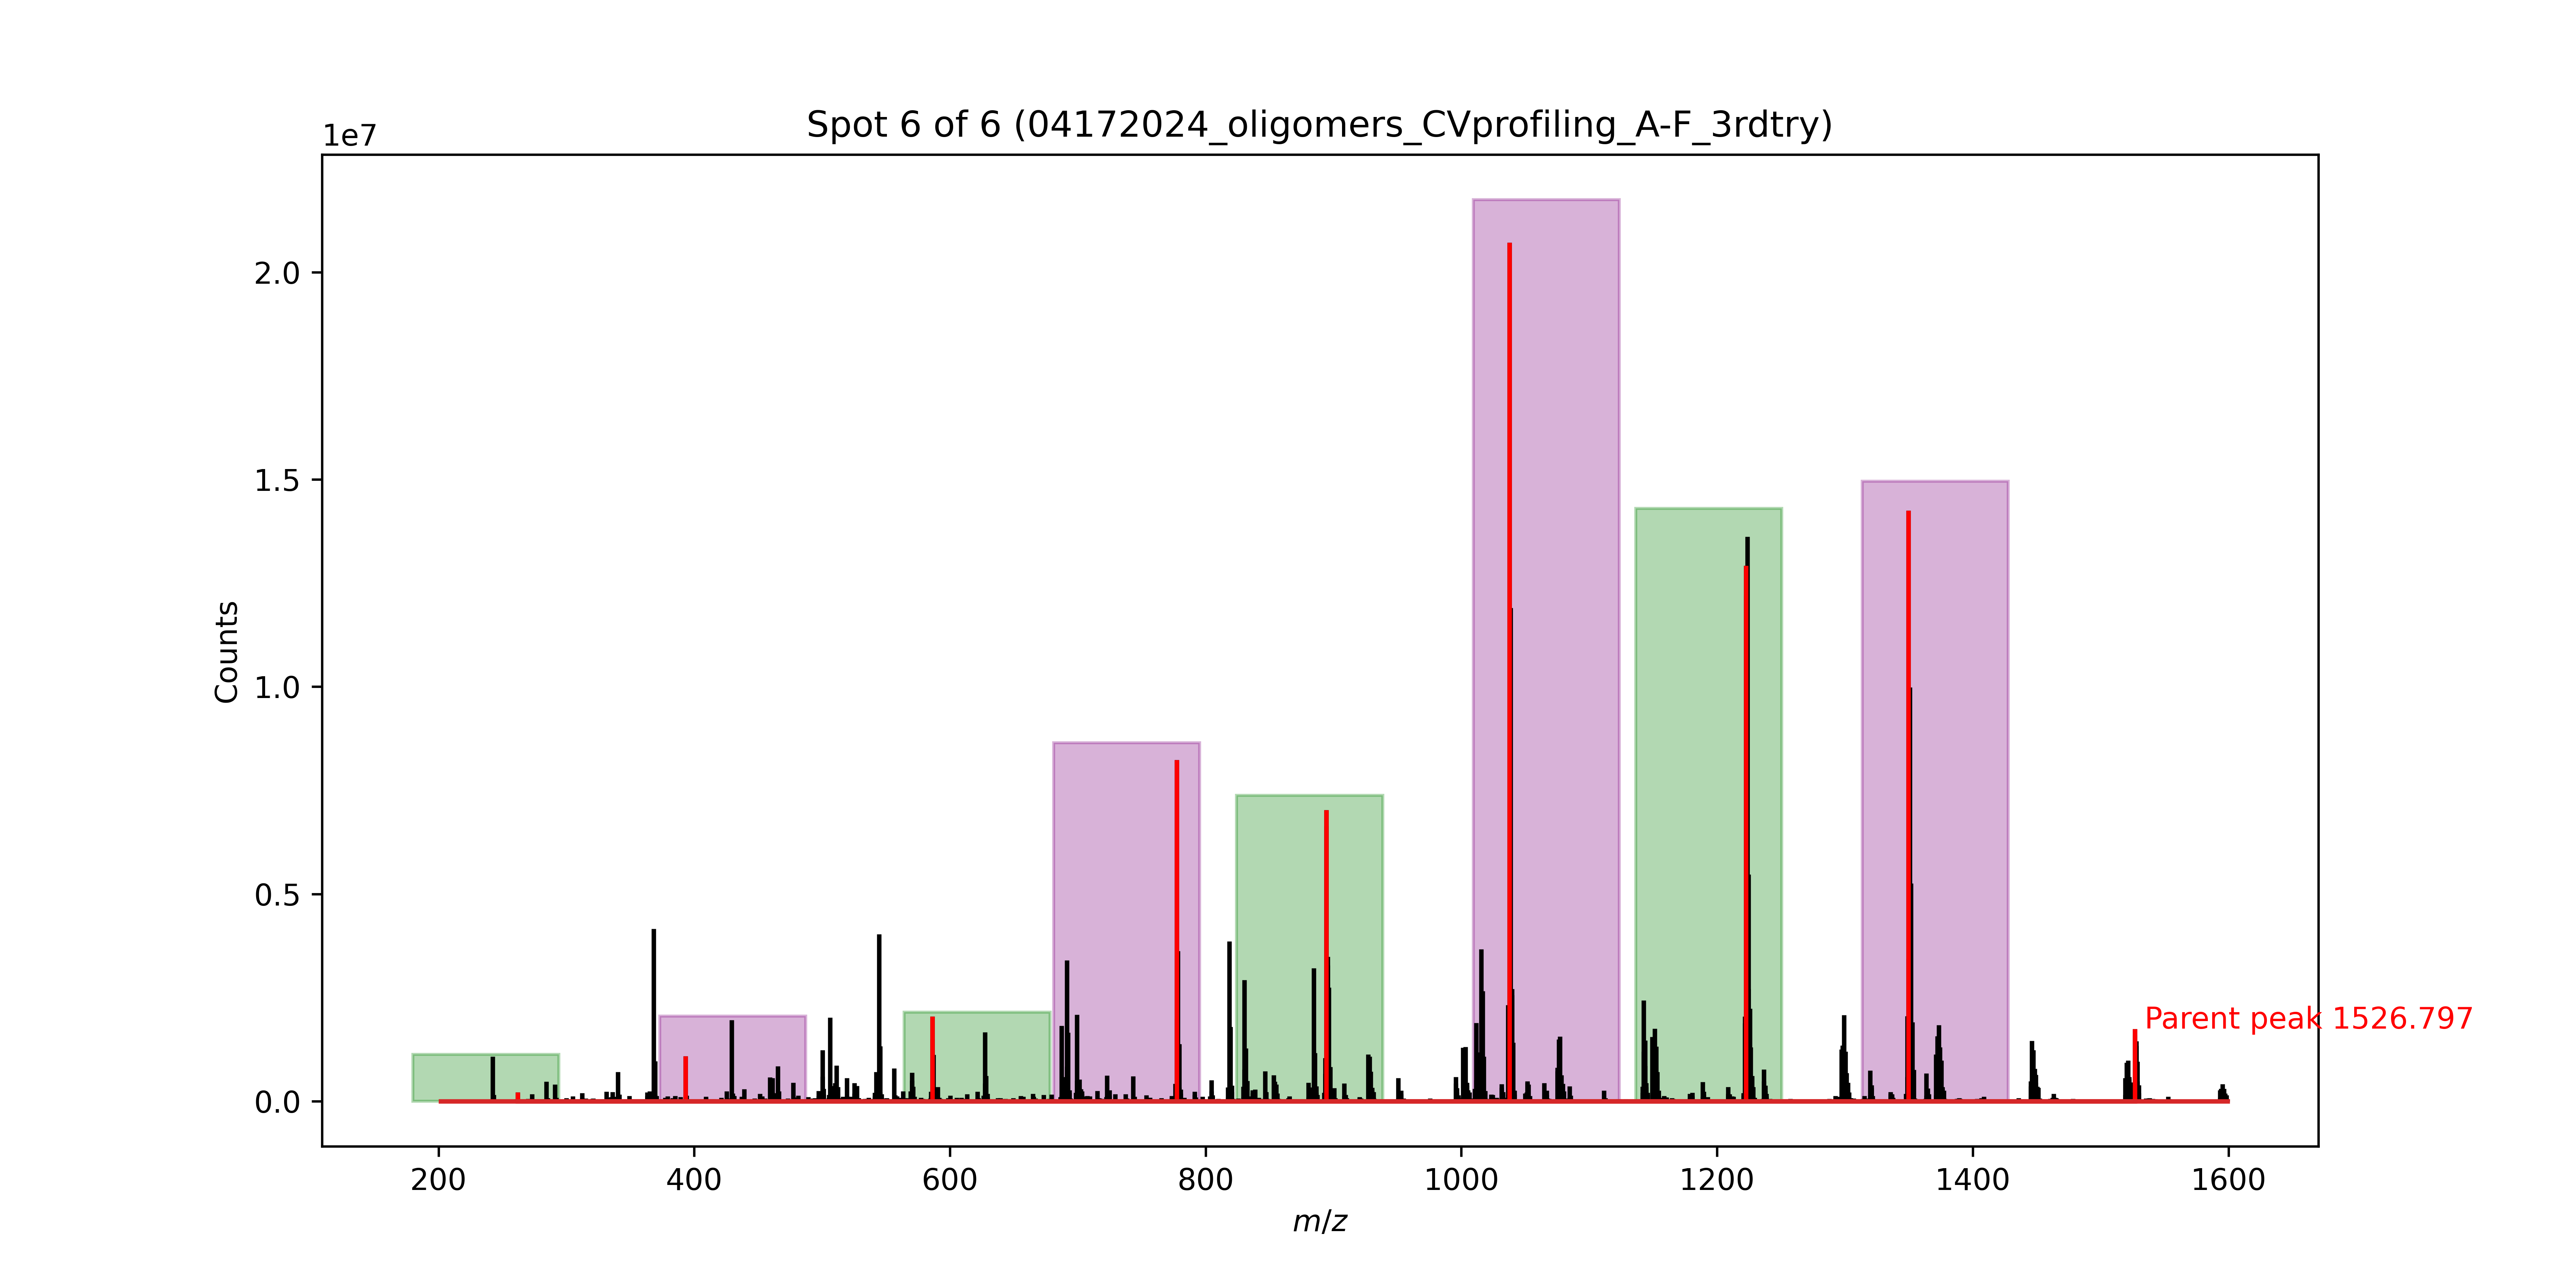 Spot 6 of 6 (04172024_oligomers_CVprofiling_A-F_3rdtry)
1e7
2.0
1.5
1.0
0.5
0.0
Counts
Parent peak 1526.797
200 400 600 800 1000 1200 1400 1600
m/z